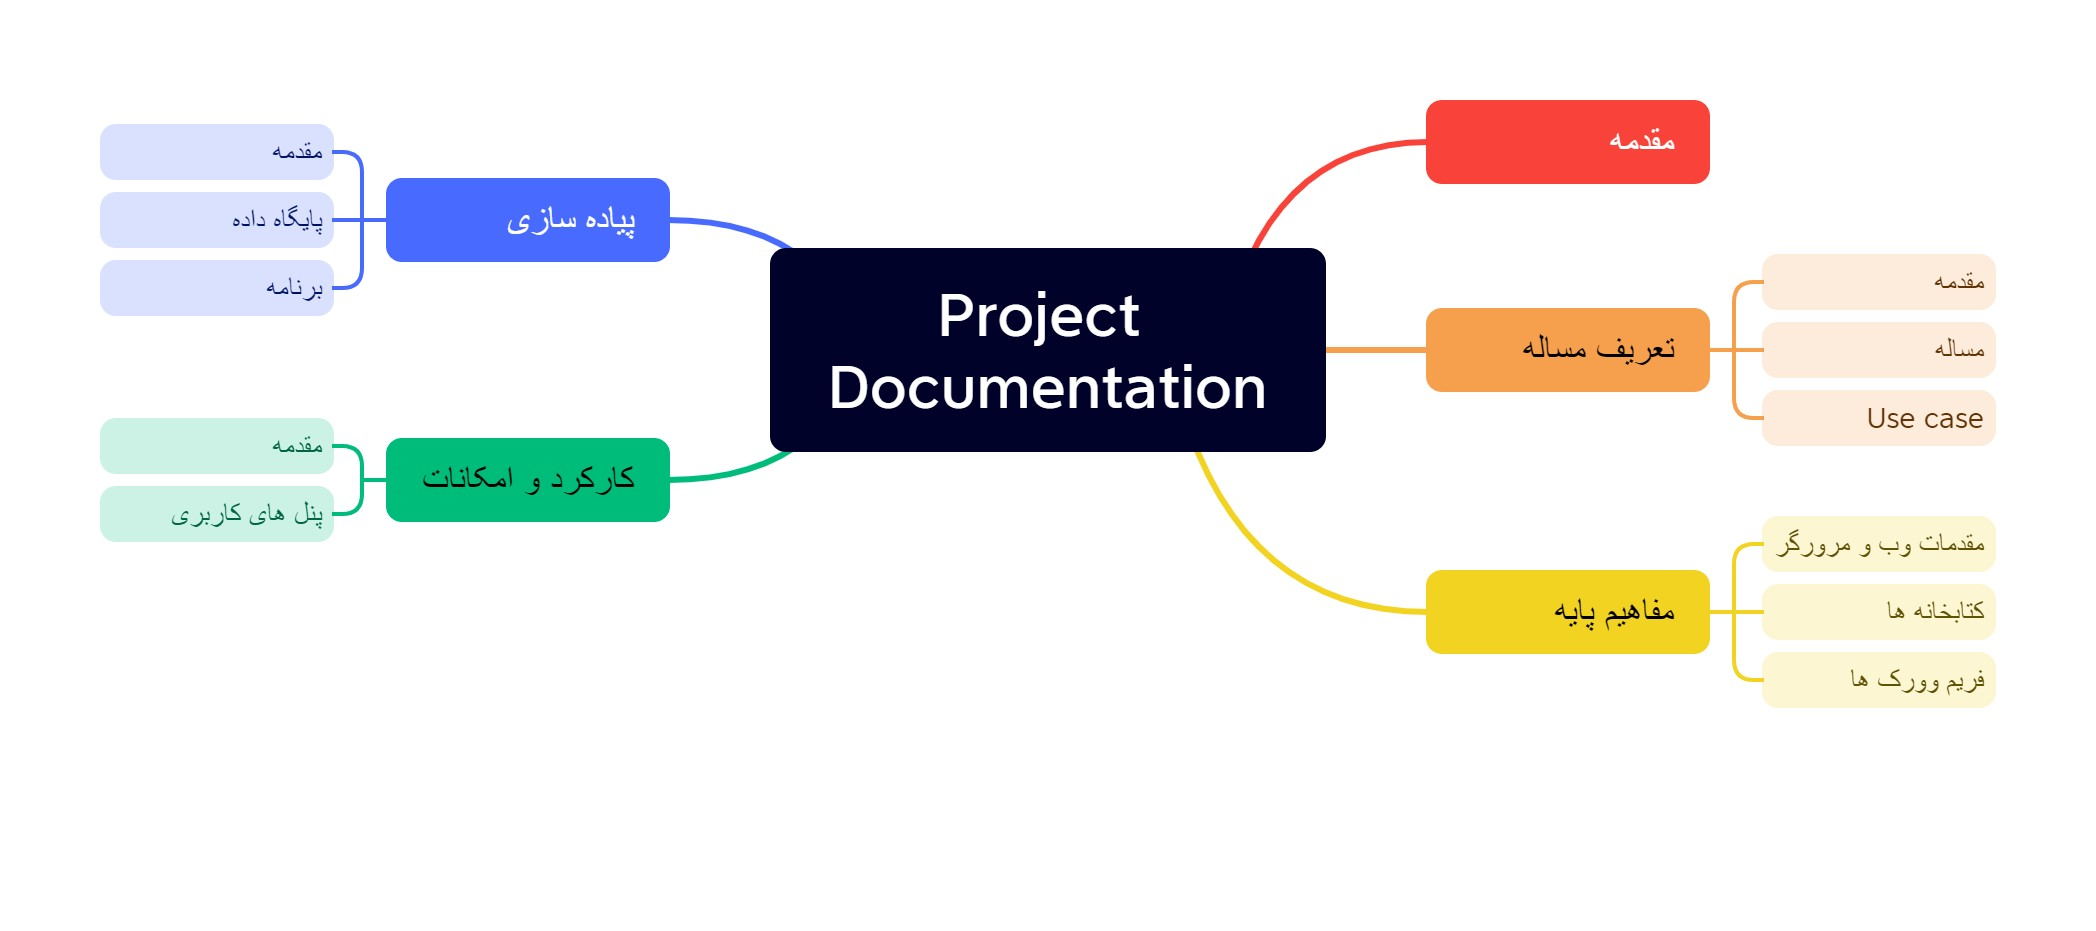 Project
Documentation
مقدمه
تعریف مساله
مقدمه
مساله
Use case
مفاهیم پایه
مقدمات وب و مرورگر
کتابخانه ها
فریم وورک ها
پیاده سازی
مقدمه
پایگاه داده
برنامه
کارکرد و امکانات
مقدمه
پنل های کاربری